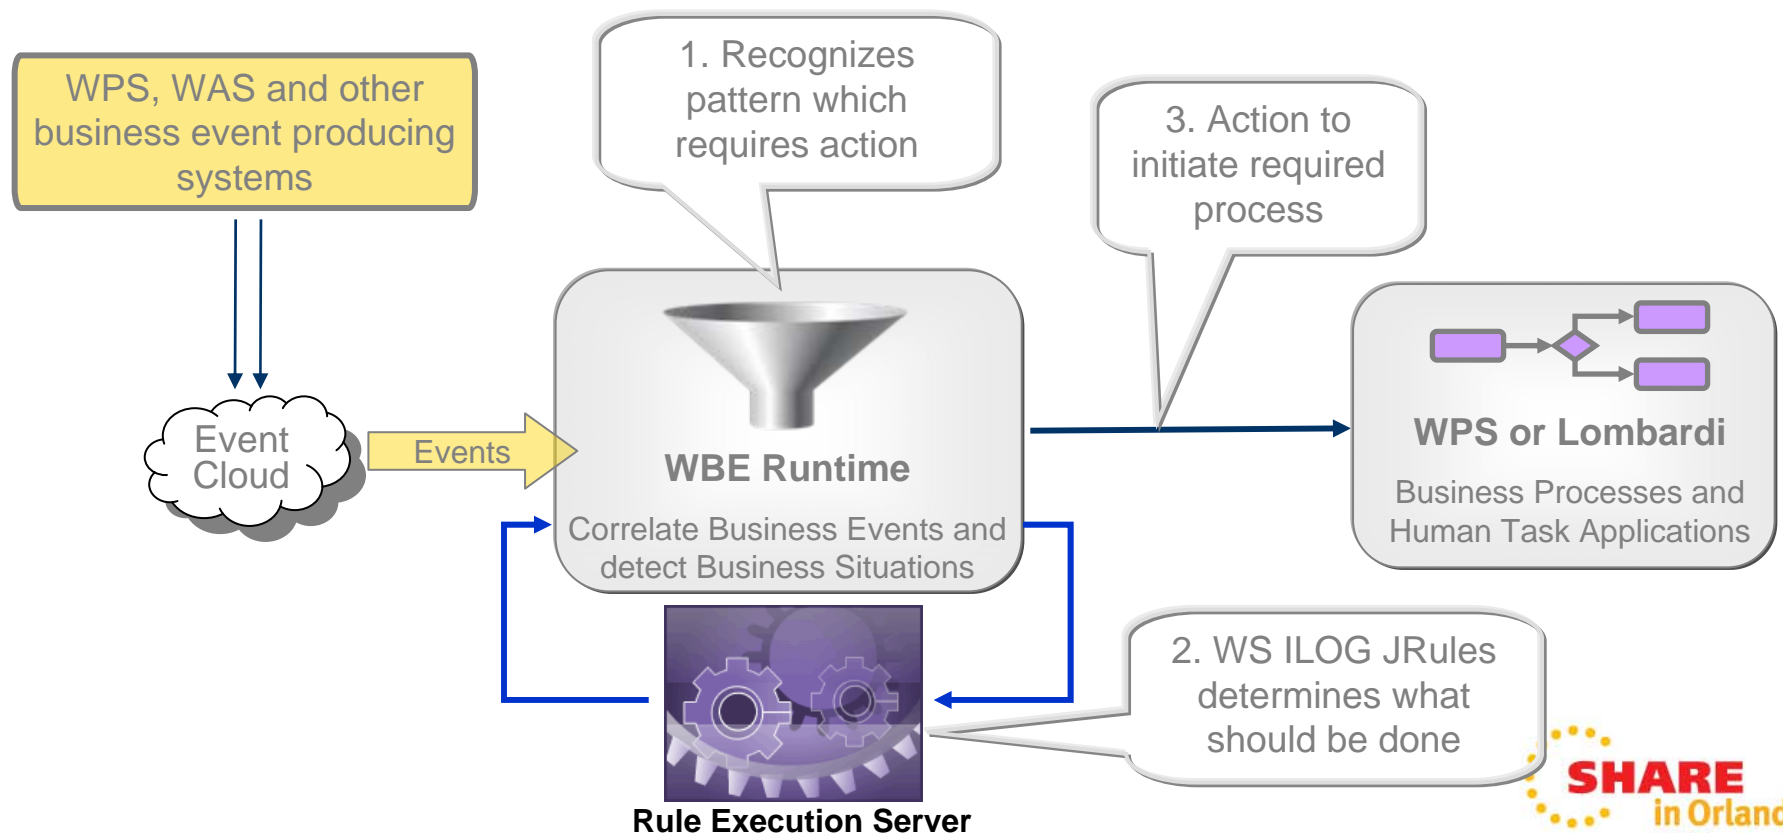 WPS, WAS and other
business event producing
systems
1. Recognizes
pattern which
requires action
3. Action to
initiate required
process
Event
Cloud
Events
WBE Runtime
Correlate Business Events and
detect Business Situations
WPS or Lombardi
Business Processes and
Human Task Applications
2. WS ILOG JRules
determines what
should be done
Rule Execution Server
SHARE
in Orland